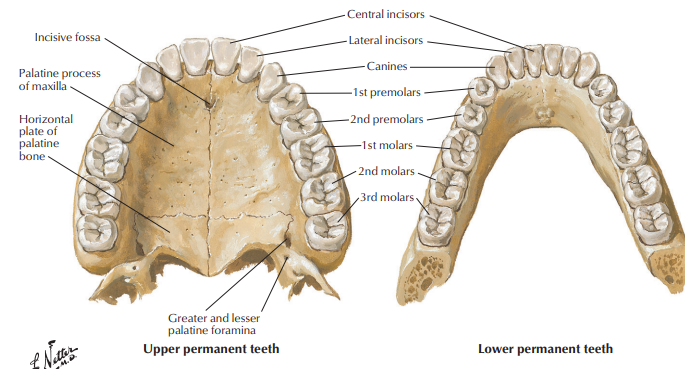 Central incisors
Lateral incisors
Canines
1st premolars
2nd premolars
1st molars
2nd molars
3rd molars
Incisive fossa
Palatine process
of maxilla
Horizontal
plate of
palatine
bone
Greater and lesser
palatine foramina
Upper permanent teeth
Lower permanent teeth
F. Netter
M.D.